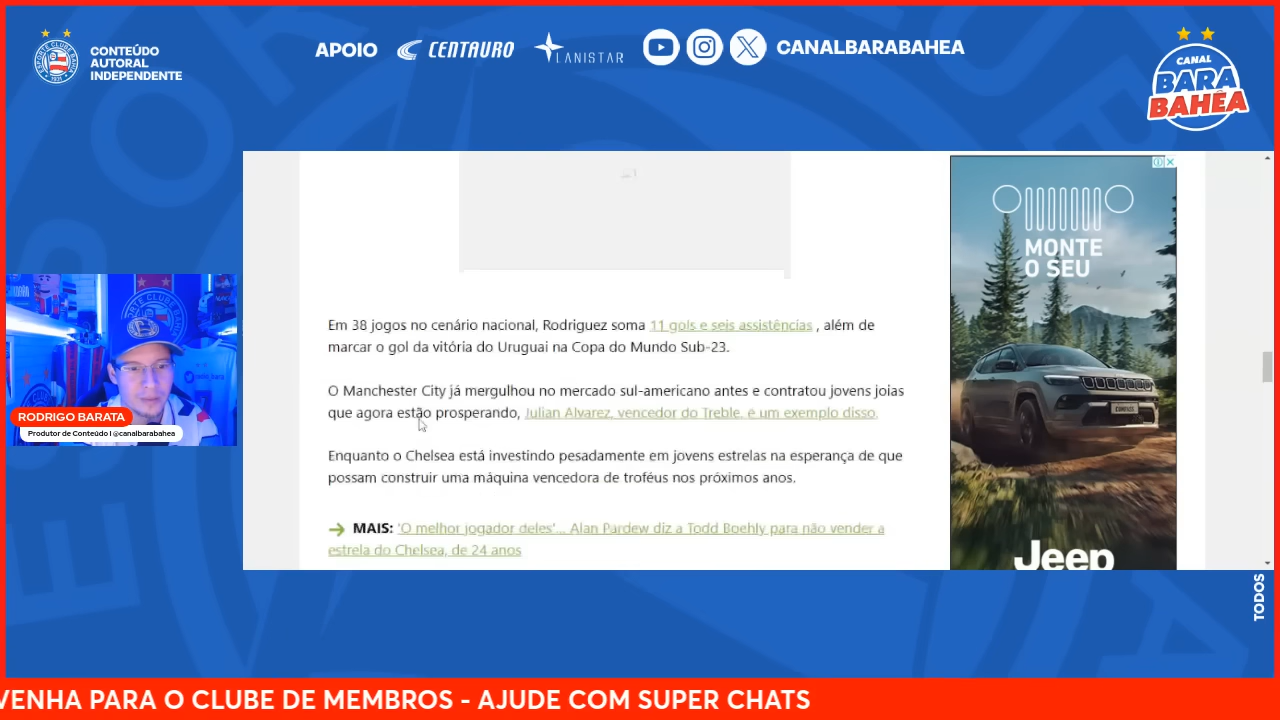 CONTEÚDO
AUTORAL
INDEPENDENTE
APOIO
CENTAURO
LANISTAR
CANALBARABAHEA
CANAL
BARA
BAHÊA
Em 38 jogos no cenário nacional, Rodriguez soma 11 gols e seis assistências , além de
marcar o gol da vitória do Uruguai na Copa do Mundo Sub-23.
O Manchester City já mergulhou no mercado sul-americano antes e contratou jovens joias
que agora estão prosperando, Julian Alvarez, vencedor do Treble, é um exemplo disso.
Enquanto o Chelsea está investindo pesadamente em jovens estrelas na esperança de que
possam construir uma máquina vencedora de troféus nos próximos anos.
MAIS: 'O melhor jogador deles'... Alan Pardew diz a Todd Boehly para não vender a
estrela do Chelsea, de 24 anos
MONTE
O SEU
Jeep
RODRIGO BARATA
Produtor de Conteúdo I @canalbarabahea
TODOS
VENHA PARA O CLUBE DE MEMBROS - AJUDE COM SUPER CHATS